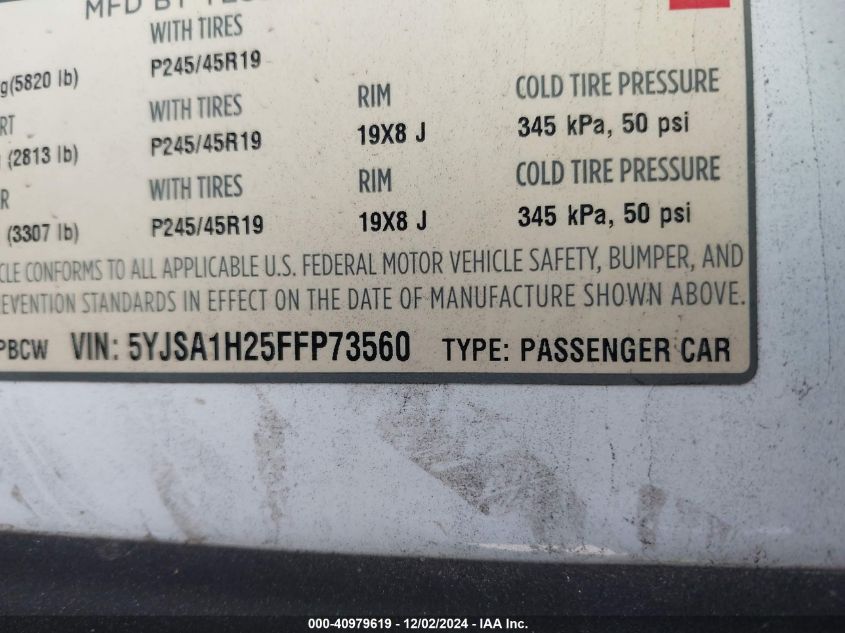 MFD BY
WITH TIRES
g(5820 lb) P245/45R19
WITH TIRES RIM COLD TIRE PRESSURE
(2813 lb) P245/45R19 19X8 J 345 kPa, 50 psi
WITH TIRES RIM COLD TIRE PRESSURE
(3307 lb) P245/45R19 19X8 J 345 kPa, 50 psi
CLE CONFORMS TO ALL APPLICABLE U.S. FEDERAL MOTOR VEHICLE SAFETY, BUMPER, AND
EVENTION STANDARDS IN EFFECT ON THE DATE OF MANUFACTURE SHOWN ABOVE.
PBCW VIN: 5YJSA1H25FFP73560 TYPE: PASSENGER CAR
000-40979619 - 12/02/2024 - IAA Inc.